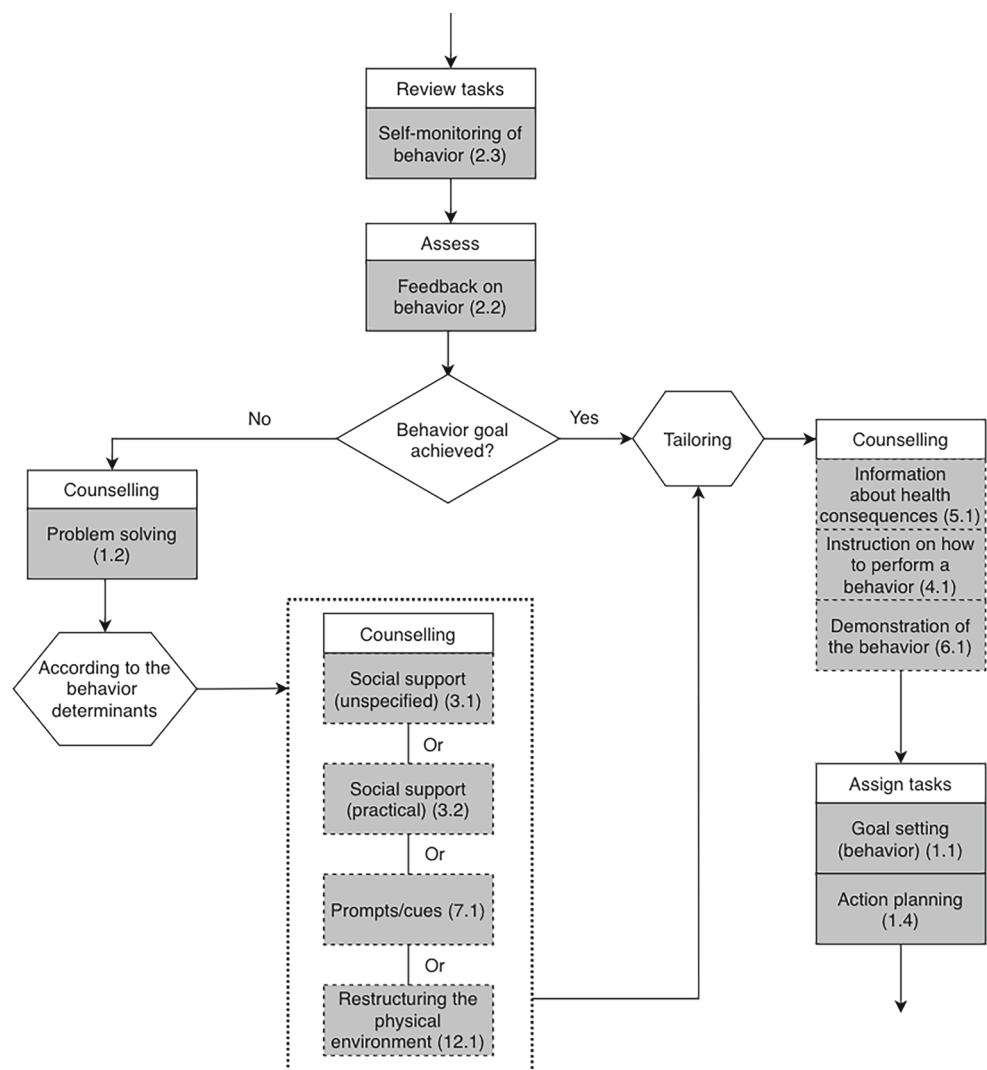 Review tasks
Self-monitoring of
behavior (2.3)
Assess
Feedback on
behavior (2.2)
Behavior goal
achieved?
No
Yes
Tailoring
Counselling
Problem solving
(1.2)
According to the
behavior
determinants
Counselling
Social support
(unspecified) (3.1)
Or
Social support
(practical) (3.2)
Or
Prompts/cues (7.1)
Or
Restructuring the
physical
environment (12.1)
Counselling
Information
about health
consequences (5.1)
Instruction on how
to perform a
behavior (4.1)
Demonstration of
the behavior (6.1)
Assign tasks
Goal setting
(behavior) (1.1)
Action planning
(1.4)